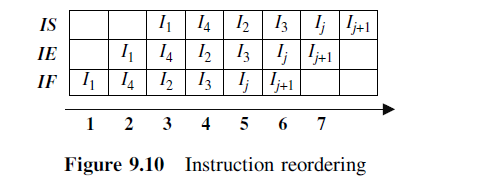 IS I₁ I₄ I₂ I₃ Iⱼ Iⱼ₊₁
IE I₁ I₄ I₂ I₃ Iⱼ Iⱼ₊₁
IF I₁ I₄ I₂ I₃ Iⱼ Iⱼ₊₁
1 2 3 4 5 6 7
Figure 9.10 Instruction reordering